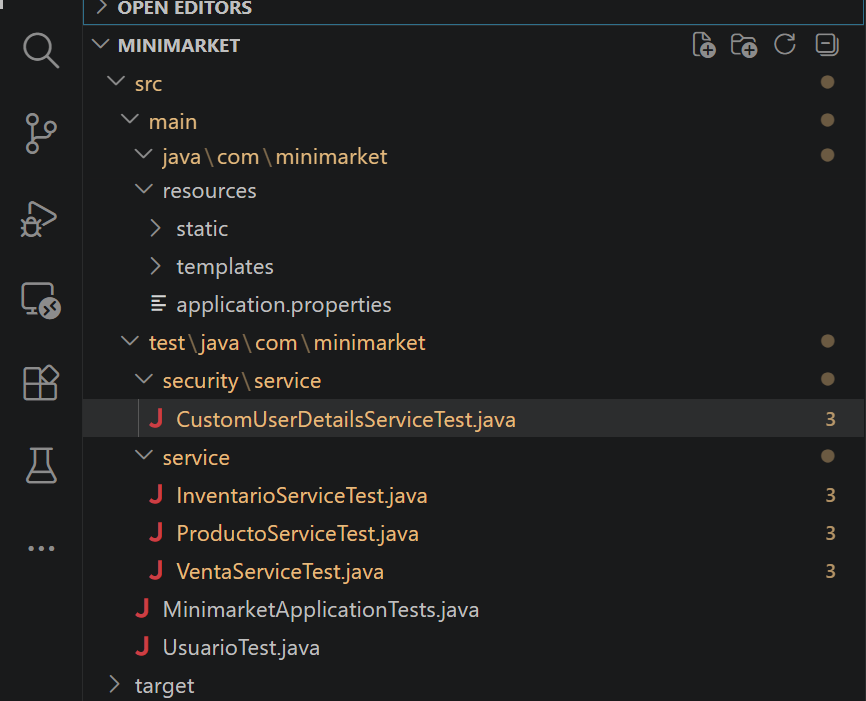 OPEN EDITORS
MINIMARKET
src
main
java\com\minimarket
resources
static
templates
application.properties
test\java\com\minimarket
security\service
CustomUserDetailsServiceTest.java 3
service
InventarioServiceTest.java 3
ProductoServiceTest.java 3
VentaServiceTest.java 3
MinimarketApplicationTests.java
UsuarioTest.java
target